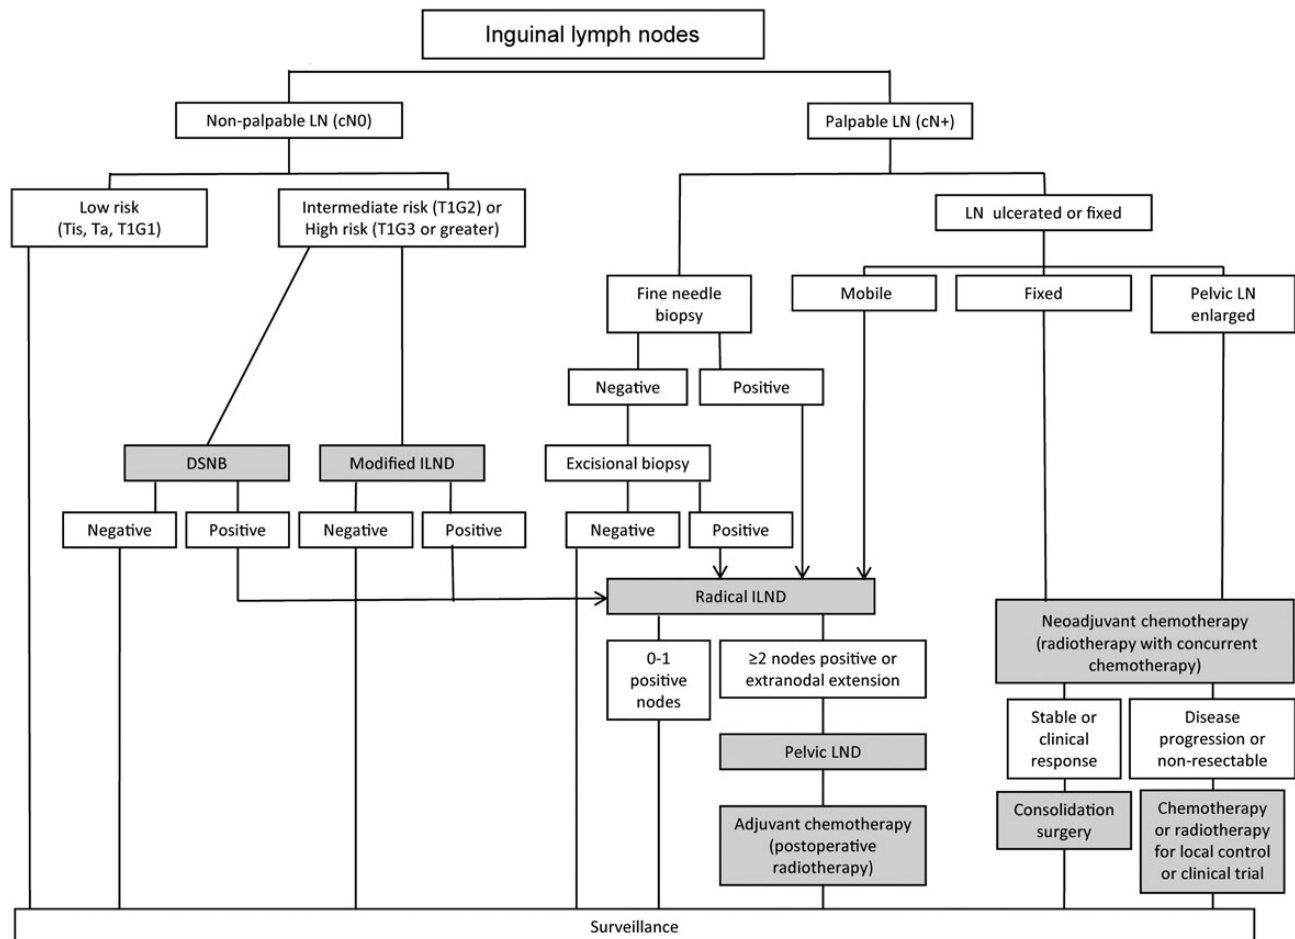 Inguinal lymph nodes
Non-palpable LN (cN0)
Palpable LN (cN+)
Low risk
(Tis, Ta, T1G1)
Intermediate risk (T1G2) or
High risk (T1G3 or greater)
LN ulcerated or fixed
Fine needle
biopsy
Mobile
Fixed
Pelvic LN
enlarged
Negative
Positive
DSNB
Modified ILND
Excisional biopsy
Negative
Positive
Negative
Positive
Negative
Positive
Radical ILND
Neoadjuvant chemotherapy
(radiotherapy with concurrent
chemotherapy)
0-1
positive
nodes
≥2 nodes positive or
extranodal extension
Stable or
clinical
response
Disease
progression or
non-resectable
Pelvic LND
Consolidation
surgery
Chemotherapy
or radiotherapy
for local control
or clinical trial
Adjuvant chemotherapy
(postoperative
radiotherapy)
Surveillance